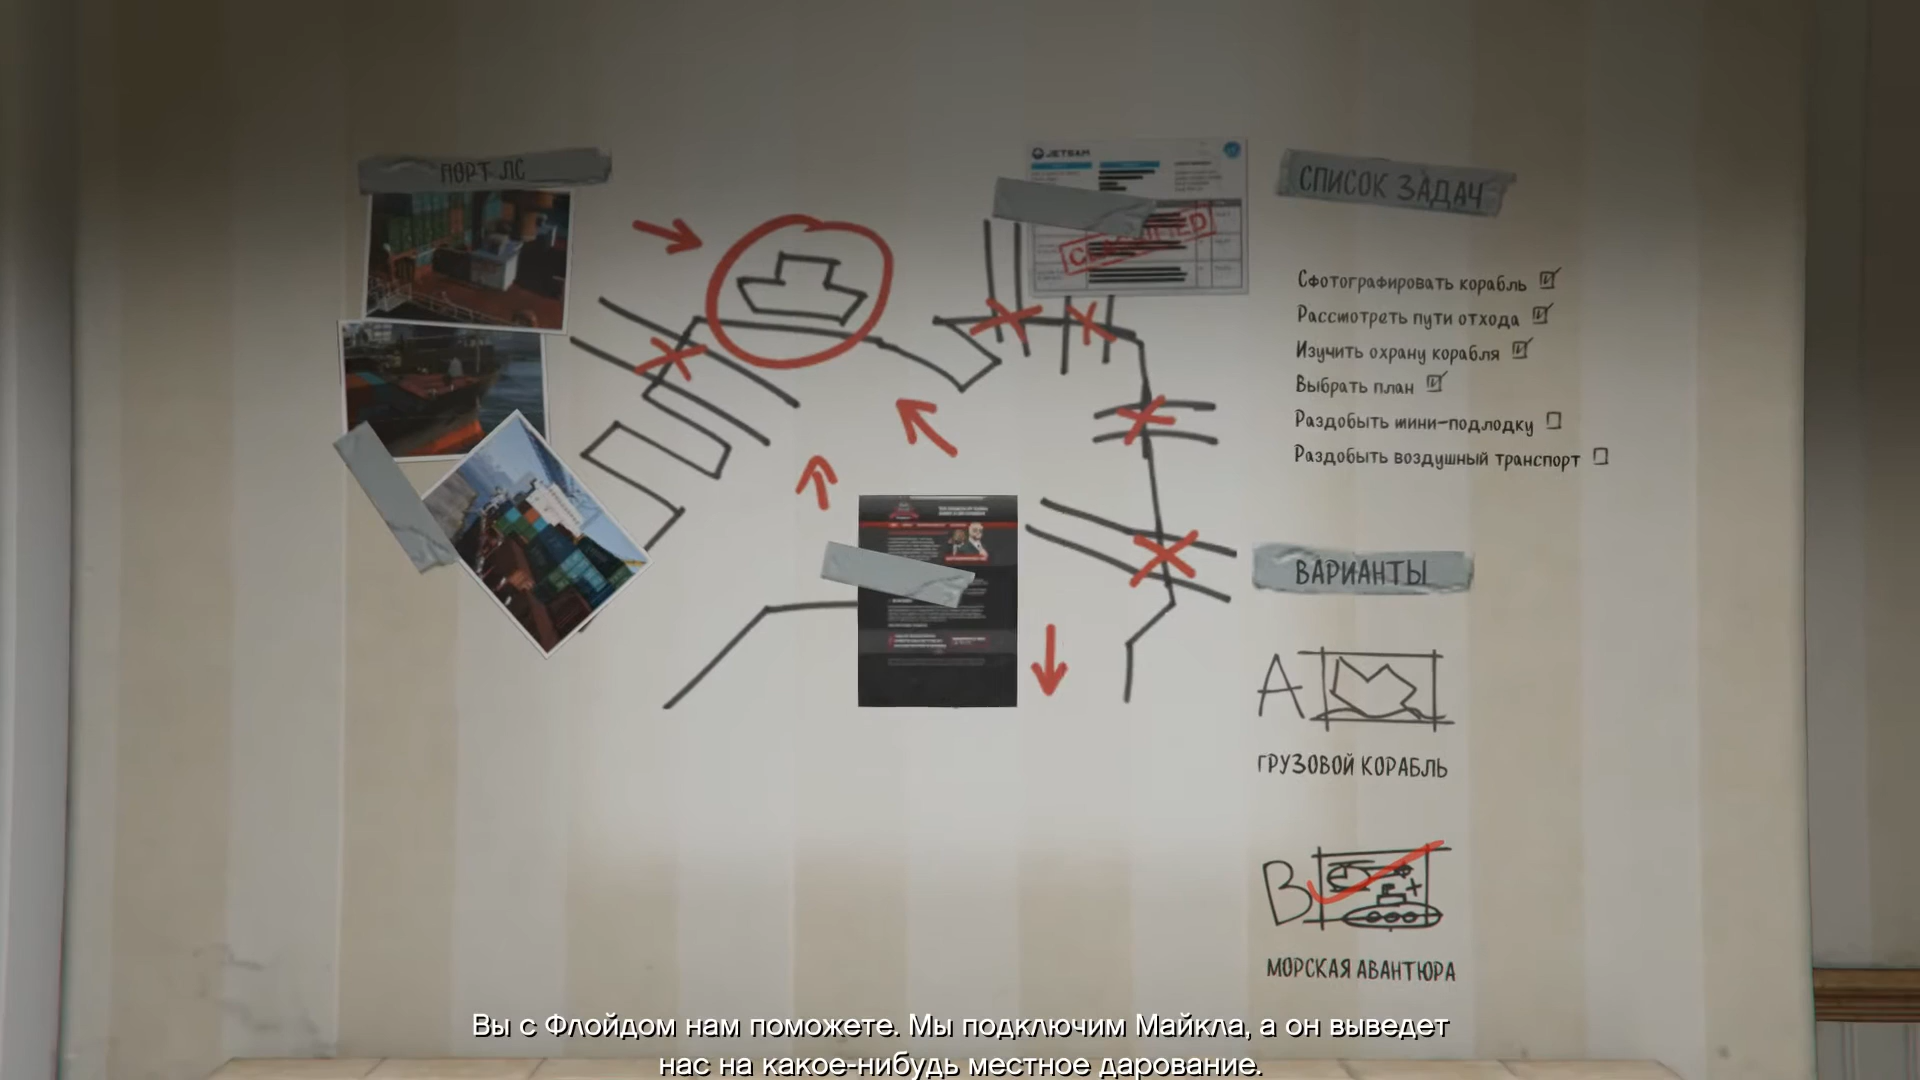 ПОРТ ЛС
JETSAM
CLASSIFIED
СПИСОК ЗАДАЧ
Сфотографировать корабль
Рассмотреть пути отхода
Изучить охрану корабля
Выбрать план
Раздобыть мини-подлодку
Раздобыть воздушный транспорт
ВАРИАНТЫ
A
ГРУЗОВОЙ КОРАБЛЬ
B
МОРСКАЯ АВАНТЮРА
Вы с Флойдом нам поможете. Мы подключим Майкла, а он выведет
нас на какое-нибудь местное дарование.